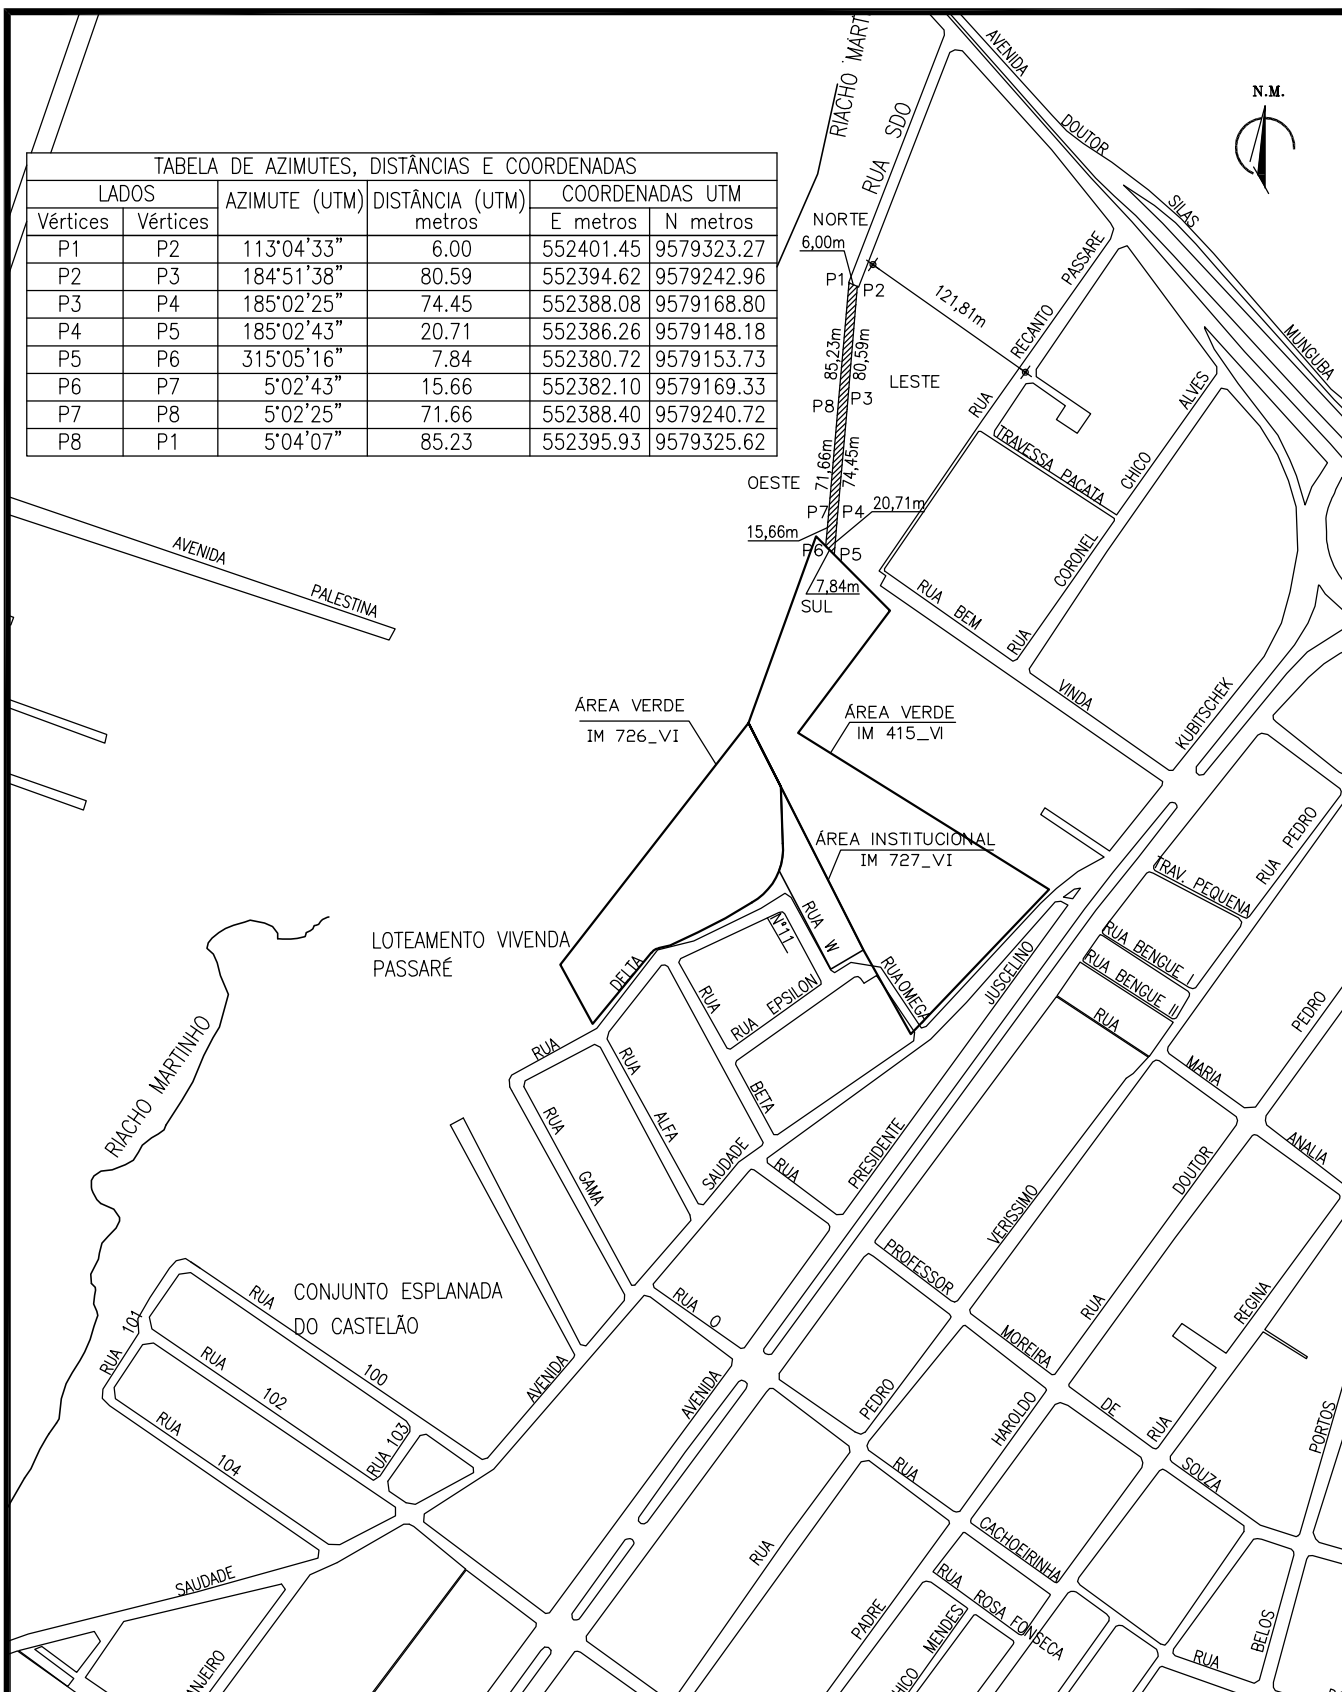 AVENIDA
DOUTOR
SILAS
MUNGUBA
N.M.
RUA SDO
TABELA DE AZIMUTES, DISTÂNCIAS E COORDENADAS
LADOS AZIMUTE (UTM) DISTÂNCIA (UTM) metros COORDENADAS UTM
Vértices Vértices E metros N metros
P1 P2 113°04'33" 6.00 552401.45 9579323.27
P2 P3 184°51'38" 80.59 552394.62 9579242.96
P3 P4 185°02'25" 74.45 552388.08 9579168.80
P4 P5 185°02'43" 20.71 552386.26 9579148.18
P5 P6 315°05'16" 7.84 552380.72 9579153.73
P6 P7 5°02'43" 15.66 552382.10 9579169.33
P7 P8 5°02'25" 71.66 552388.40 9579240.72
P8 P1 5°04'07" 85.23 552395.93 9579325.62
NORTE
6,00m
P1
P2
121,81m
RUA RECANTO PASSARE
85,23m
80,59m
LESTE
P8
P3
71,66m
74,45m
OESTE
P7
P4
20,71m
15,66m
P6
P5
7,84m
SUL
TRAVESSA PACATA
RUA CORONEL CHICO ALVES
RUA BEM VINDA
AVENIDA PALESTINA
ÁREA VERDE
IM 726_VI
ÁREA VERDE
IM 415_VI
ÁREA INSTITUCIONAL
IM 727_VI
KUBITSCHEK
RUA PEDRO
TRAV. PEQUENA
RUA BENGUE I
RUA BENGUE II
RUA
MARIA
ANALIA
PEDRO
LOTEAMENTO VIVENDA
PASSARÉ
RUA W
N°11
RUA OMEGA
RUA EPSILON
RUA DELTA
RUA BETA
RUA ALFA
RUA GAMA
JUSCELINO
PRESIDENTE
AVENIDA
RIACHO MARTINHO
SAUDADE
AVENIDA
RUA
RUA O
CONJUNTO ESPLANADA
DO CASTELÃO
RUA 100
RUA 101
RUA 102
RUA 103
RUA 104
SAUDADE
VERISSIMO
DOUTOR
RUA
REGINA
RUA
PROFESSOR
MOREIRA
DE
SOUZA
PEDRO
HAROLDO
PORTOS
RUA
CACHOEIRINHA
RUA
PADRE
RUA ROSA FONSECA
MENDES
BELOS
RUA